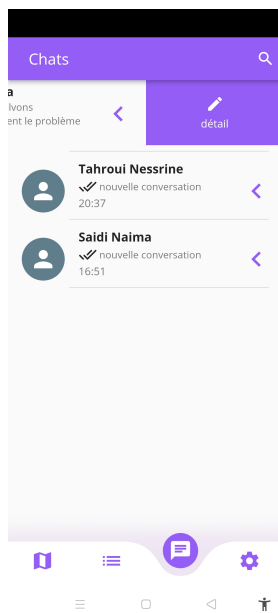 Chats
a
lvons
ent le problème
détail
Tahroui Nessrine
nouvelle conversation
20:37
Saidi Naima
nouvelle conversation
16:51